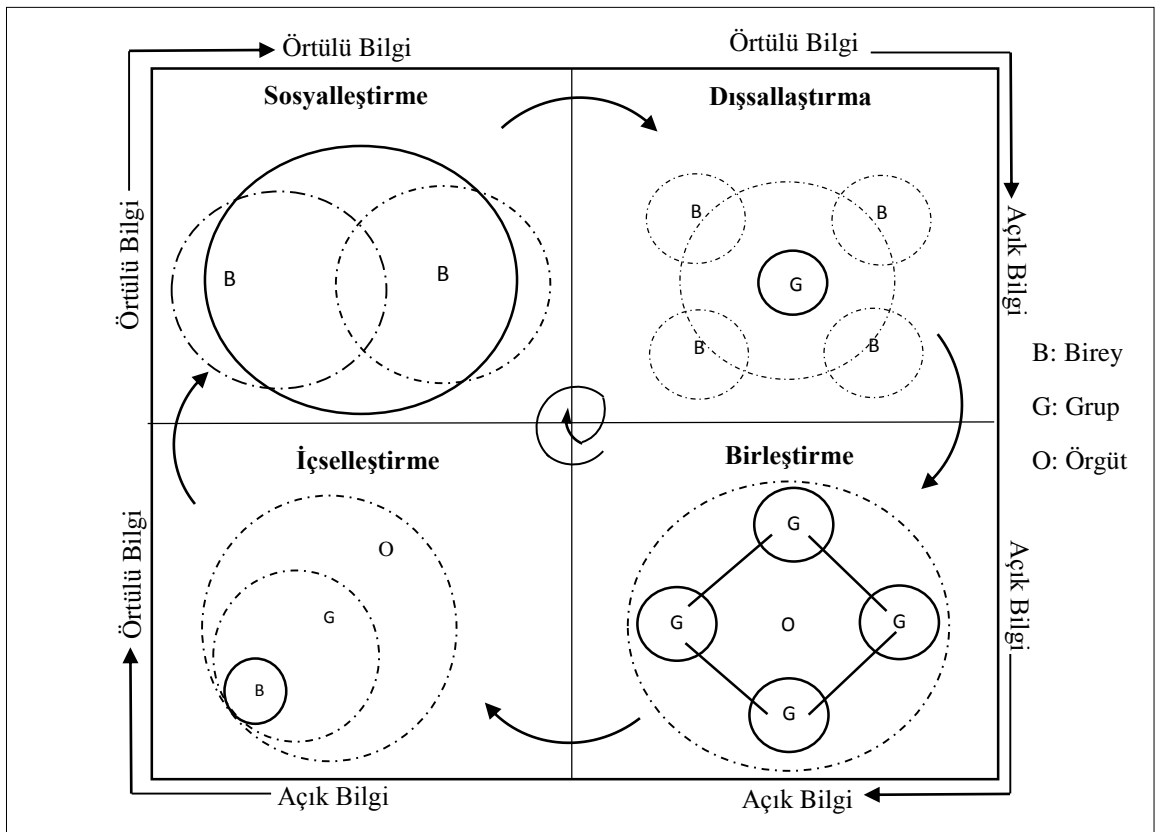 Örtülü Bilgi
Örtülü Bilgi
Sosyalleştirme
Dışsallaştırma
Örtülü Bilgi
B
B
B
B
G
B
B
Açık Bilgi
B: Birey
G: Grup
O: Örgüt
İçselleştirme
Birleştirme
Örtülü Bilgi
O
G
B
G
G
O
G
G
Açık Bilgi
Açık Bilgi
Açık Bilgi